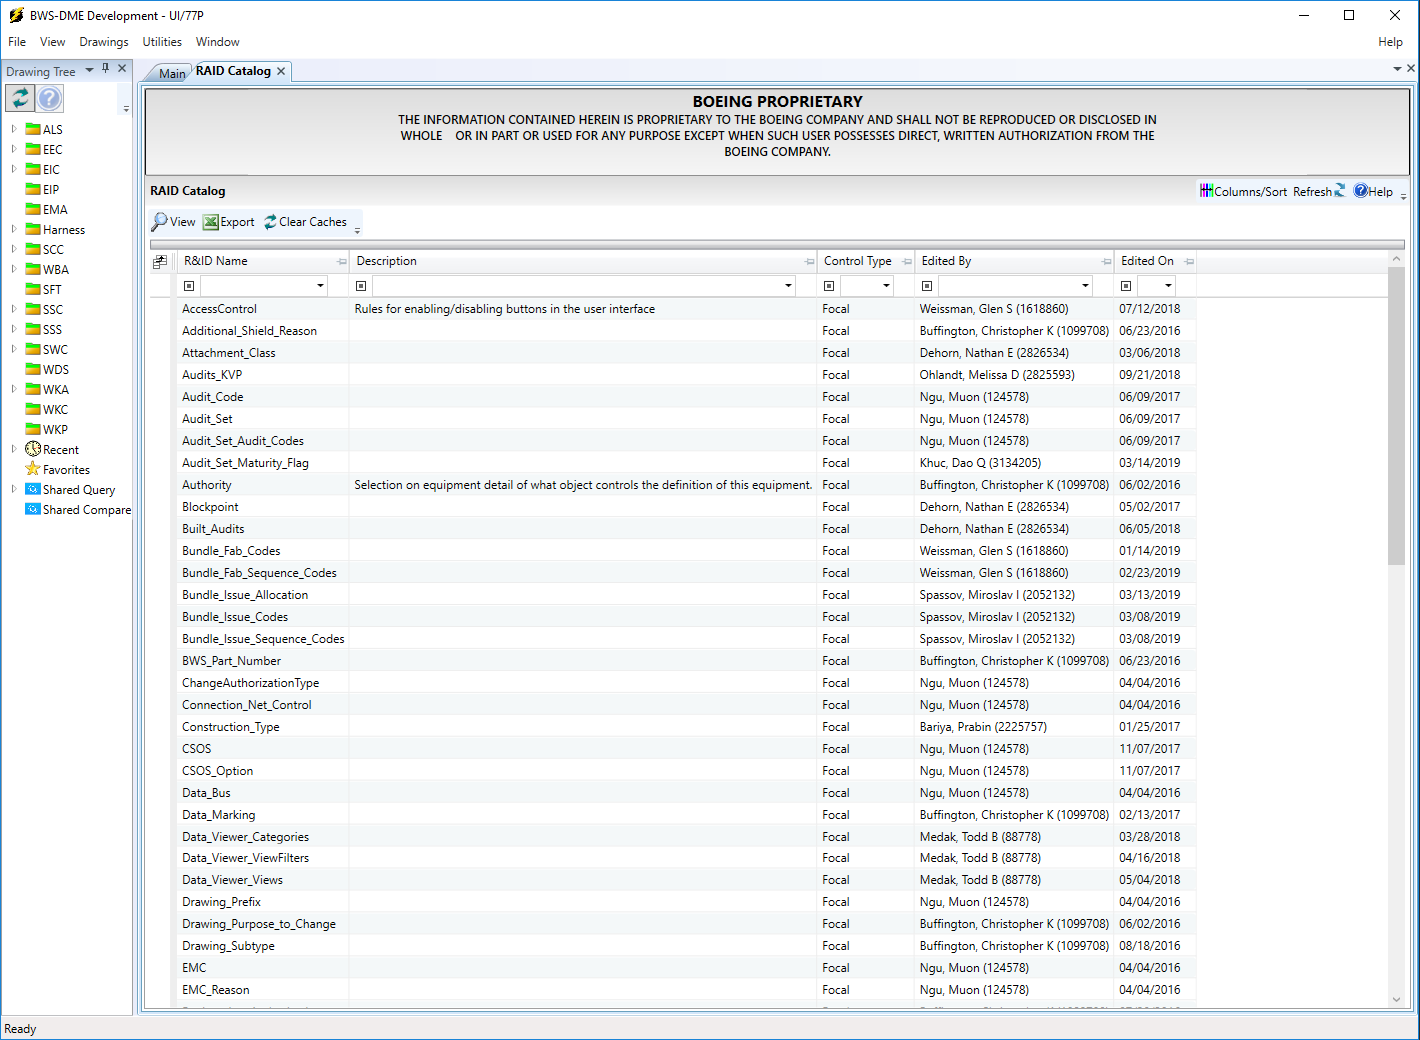 BWS-DME Development - UI/77P
File View Drawings Utilities Window Help
Drawing Tree
Main RAID Catalog
BOEING PROPRIETARY
THE INFORMATION CONTAINED HEREIN IS PROPRIETARY TO THE BOEING COMPANY AND SHALL NOT BE REPRODUCED OR DISCLOSED IN
WHOLE OR IN PART OR USED FOR ANY PURPOSE EXCEPT WHEN SUCH USER POSSESSES DIRECT, WRITTEN AUTHORIZATION FROM THE
BOEING COMPANY.
ALS
EEC
EIC
EIP
EMA
Harness
SCC
WBA
SFT
SSC
SSS
SWC
WDS
WKA
WKC
WKP
Recent
Favorites
Shared Query
Shared Compare
RAID Catalog
Columns/Sort Refresh Help
View Export Clear Caches
R&ID Name Description Control Type Edited By Edited On
AccessControl Rules for enabling/disabling buttons in the user interface Focal Weissman, Glen S (1618860) 07/12/2018
Additional_Shield_Reason Focal Buffington, Christopher K (1099708) 06/23/2016
Attachment_Class Focal Dehorn, Nathan E (2826534) 03/06/2018
Audits_KVP Focal Ohlandt, Melissa D (2825593) 09/21/2018
Audit_Code Focal Ngu, Muon (124578) 06/09/2017
Audit_Set Focal Ngu, Muon (124578) 06/09/2017
Audit_Set_Audit_Codes Focal Ngu, Muon (124578) 06/09/2017
Audit_Set_Maturity_Flag Focal Khuc, Dao Q (3134205) 03/14/2019
Authority Selection on equipment detail of what object controls the definition of this equipment. Focal Buffington, Christopher K (1099708) 06/02/2016
Blockpoint Focal Dehorn, Nathan E (2826534) 05/02/2017
Built_Audits Focal Dehorn, Nathan E (2826534) 06/05/2018
Bundle_Fab_Codes Focal Weissman, Glen S (1618860) 01/14/2019
Bundle_Fab_Sequence_Codes Focal Weissman, Glen S (1618860) 02/23/2019
Bundle_Issue_Allocation Focal Spassov, Miroslav I (2052132) 03/13/2019
Bundle_Issue_Codes Focal Spassov, Miroslav I (2052132) 03/08/2019
Bundle_Issue_Sequence_Codes Focal Spassov, Miroslav I (2052132) 03/08/2019
BWS_Part_Number Focal Buffington, Christopher K (1099708) 06/23/2016
ChangeAuthorizationType Focal Ngu, Muon (124578) 04/04/2016
Connection_Net_Control Focal Ngu, Muon (124578) 04/04/2016
Construction_Type Focal Bariya, Prabin (2225757) 01/25/2017
CSOS Focal Ngu, Muon (124578) 11/07/2017
CSOS_Option Focal Ngu, Muon (124578) 11/07/2017
Data_Bus Focal Ngu, Muon (124578) 04/04/2016
Data_Marking Focal Buffington, Christopher K (1099708) 02/13/2017
Data_Viewer_Categories Focal Medak, Todd B (88778) 03/28/2018
Data_Viewer_ViewFilters Focal Medak, Todd B (88778) 04/16/2018
Data_Viewer_Views Focal Medak, Todd B (88778) 05/04/2018
Drawing_Prefix Focal Ngu, Muon (124578) 04/04/2016
Drawing_Purpose_to_Change Focal Buffington, Christopher K (1099708) 06/02/2016
Drawing_Subtype Focal Buffington, Christopher K (1099708) 08/18/2016
EMC Focal Ngu, Muon (124578) 04/04/2016
EMC_Reason Focal Ngu, Muon (124578) 04/04/2016
Ready